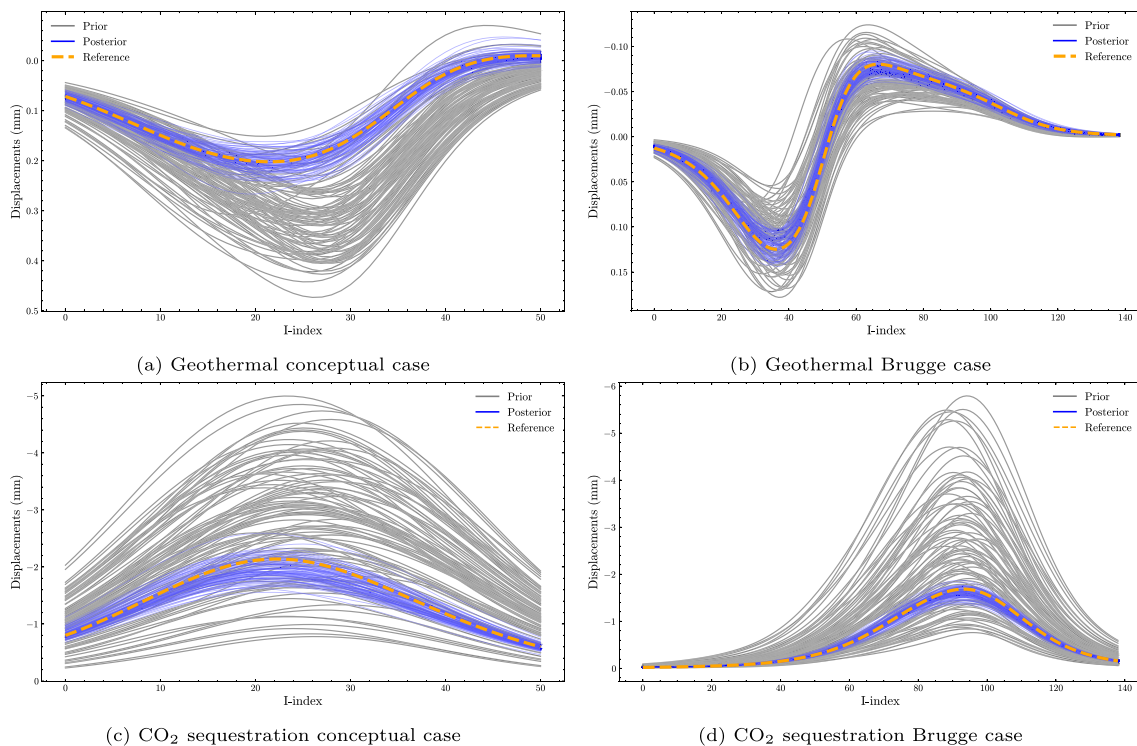 Prior
Posterior
Reference
Displacements (mm)
0.0
0.1
0.2
0.3
0.4
0.5
0 10 20 30 40 50
I-index
(a) Geothermal conceptual case
Prior
Posterior
Reference
Displacements (mm)
-0.10
-0.05
0.00
0.05
0.10
0.15
0 20 40 60 80 100 120 140
I-index
(b) Geothermal Brugge case
Prior
Posterior
Reference
Displacements (mm)
-5
-4
-3
-2
-1
0
0 10 20 30 40 50
I-index
(c) CO₂ sequestration conceptual case
Prior
Posterior
Reference
Displacements (mm)
-6
-5
-4
-3
-2
-1
0
0 20 40 60 80 100 120 140
I-index
(d) CO₂ sequestration Brugge case